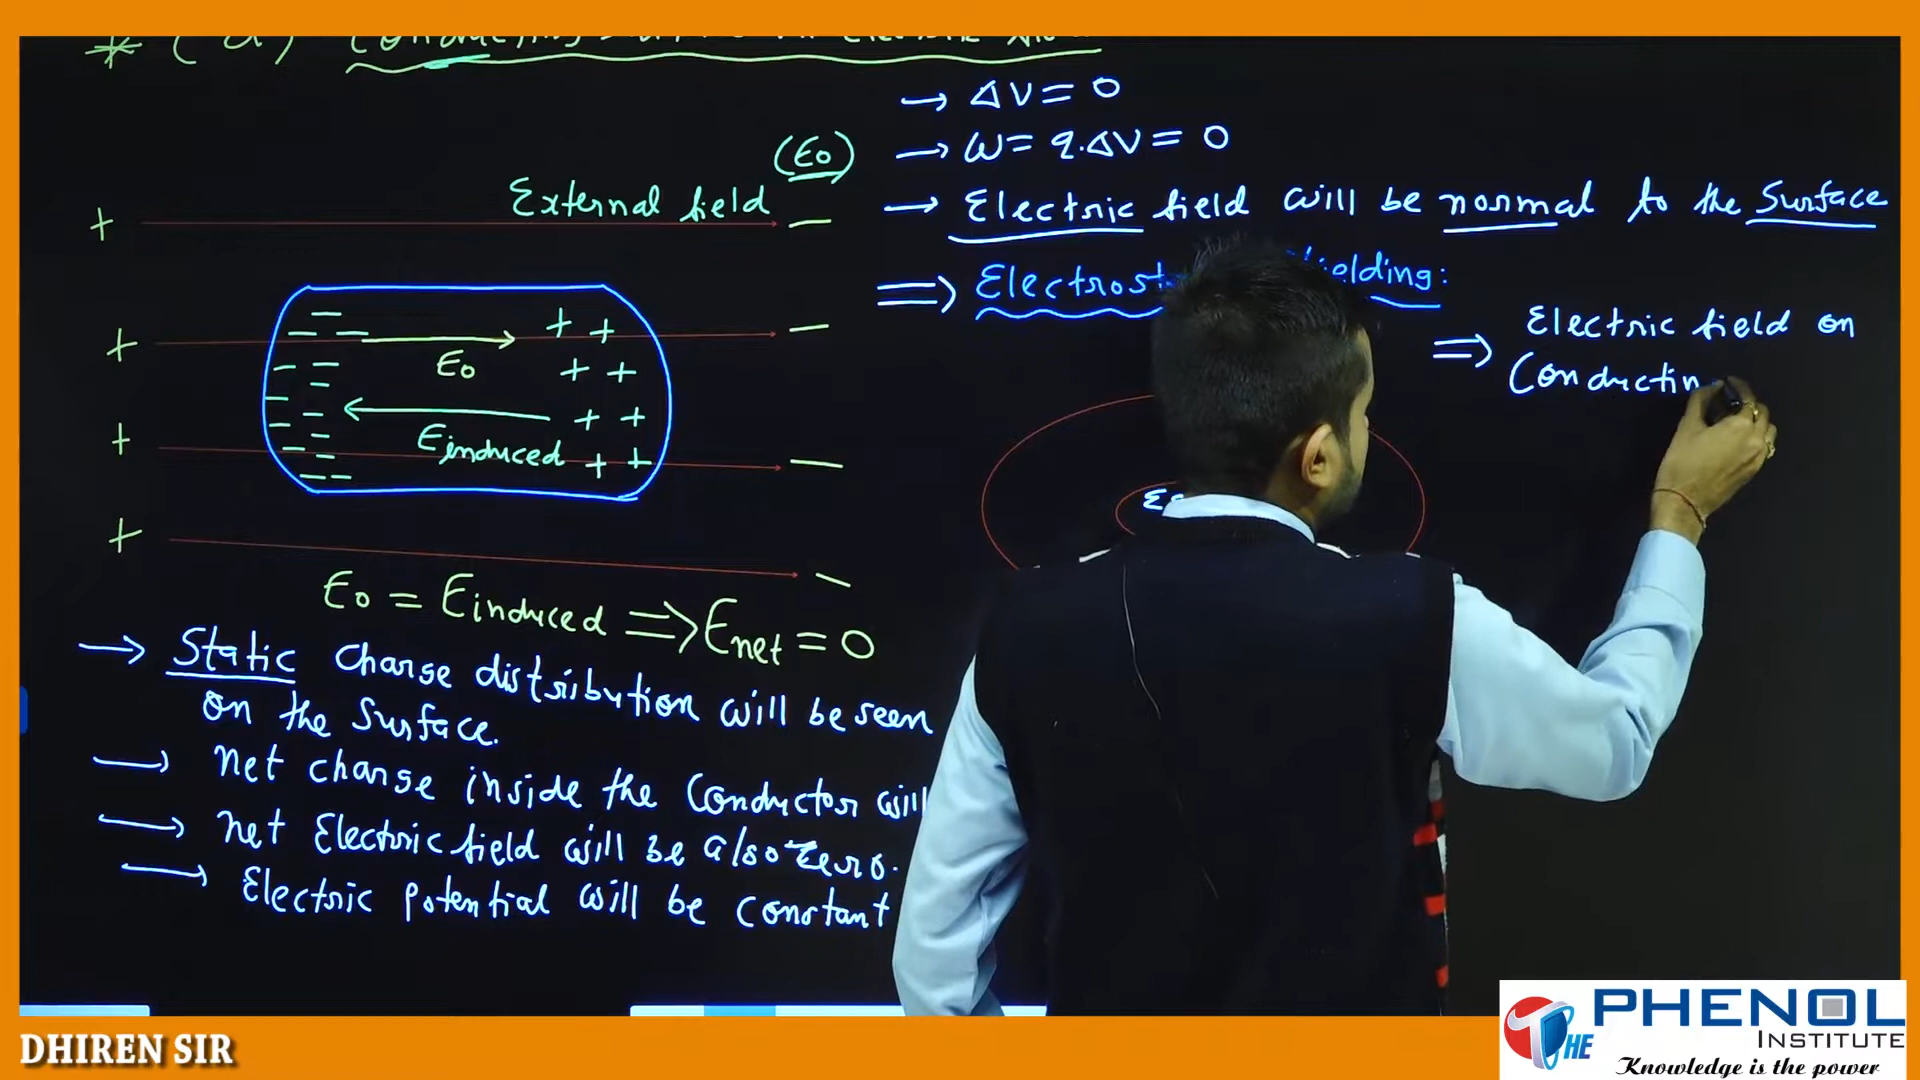 * (a)
→ ΔV = 0
(E0)
→ W = q.ΔV = 0
External field
→ Electric field will be normal to the Surface
+ −
⇒
⇒ Electric field on
Conductin
+ −
E0
+ −
Einduced
+ −
E0 = Einduced ⇒ Enet = 0
→ Static charge distribution will be seen
on the surface.
→ net charge inside the conductor will
→ net Electric field will be also zero.
→ Electric potential will be constant
DHIREN SIR
THE PHENOL
INSTITUTE
Knowledge is the power